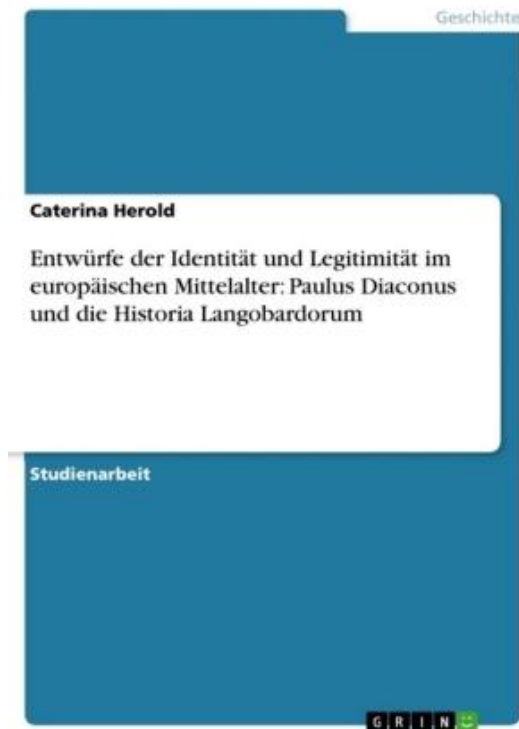 Geschichte
Caterina Herold
Entwürfe der Identität und Legitimität im
europäischen Mittelalter: Paulus Diaconus
und die Historia Langobardorum
Studienarbeit
GRIN